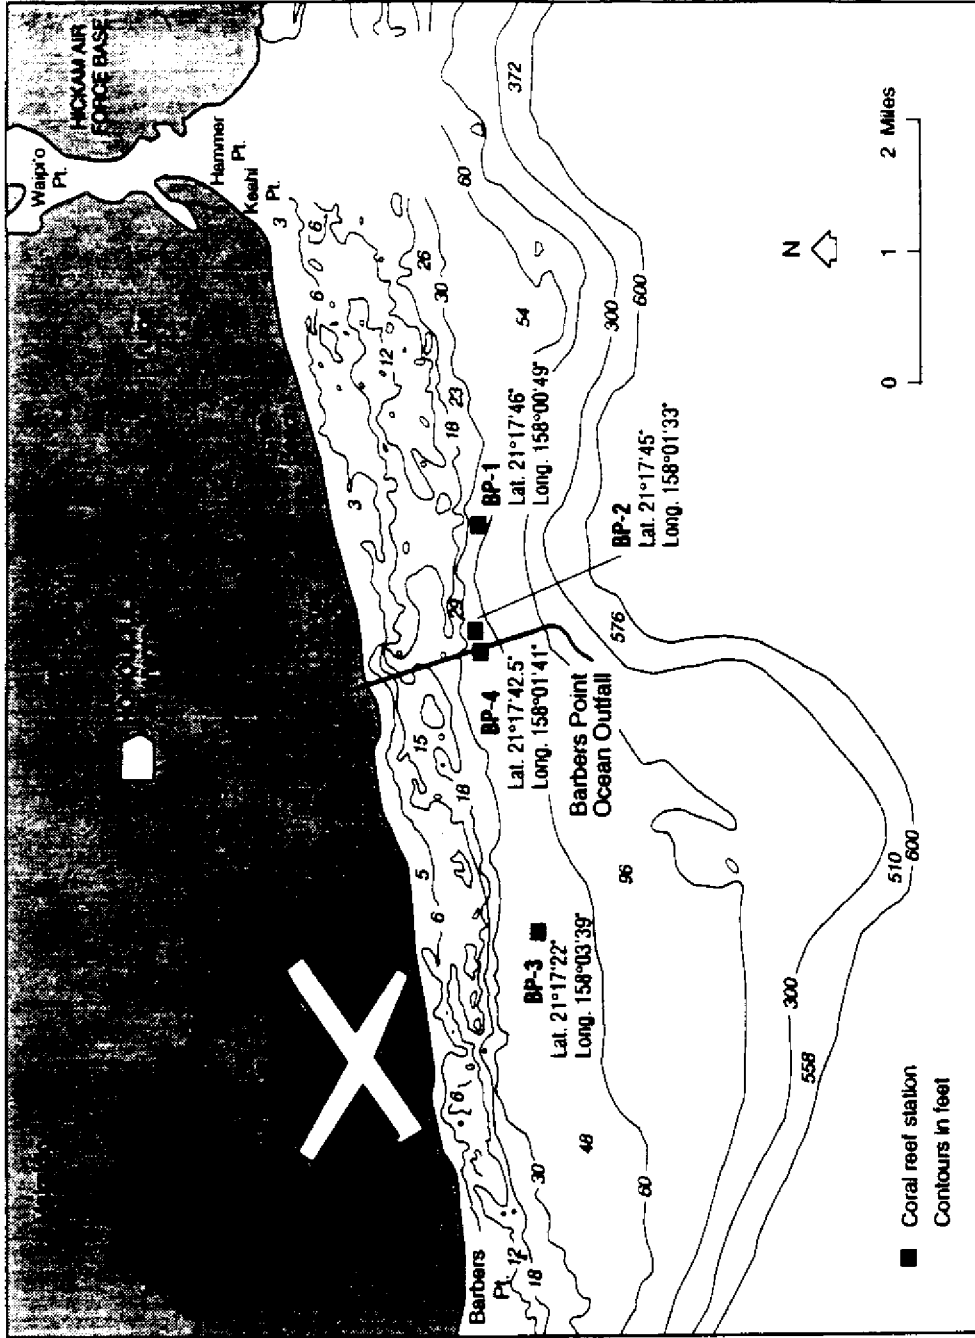 Waipi'o
Pt.
HICKAM AIR
FORCE BASE
Hammer
Pt.
Keahi
Pt.
3
6
6
12
26
30
60
372
54
300
600
3
18
23
29
BP-1
Lat. 21°17'46"
Long. 158°00'49"
BP-2
Lat. 21°17'45"
Long. 158°01'33"
576
BP-4
Lat. 21°17'42.5"
Long. 158°01'41"
Barbers Point
Ocean Outfall
15
18
5
6
96
510
600
BP-3
Lat. 21°17'22"
Long. 158°03'39"
300
558
6
48
30
60
Barbers
Pt.
12
18
N
0 1 2 Miles
Coral reef station
Contours in feet